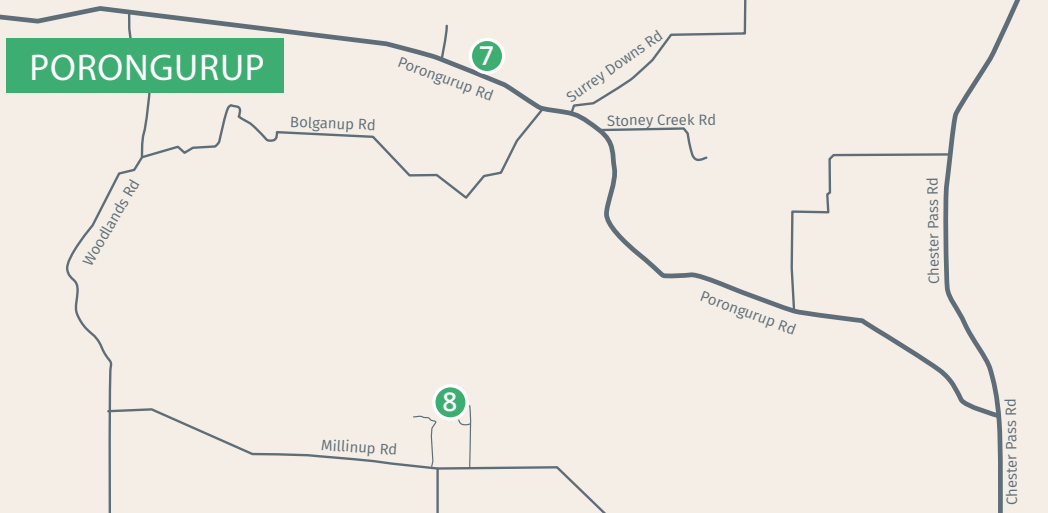 PORONGURUP
7
Porongurup Rd
Surrey Downs Rd
Stoney Creek Rd
Bolganup Rd
Woodlands Rd
Chester Pass Rd
Porongurup Rd
8
Millinup Rd
Chester Pass Rd